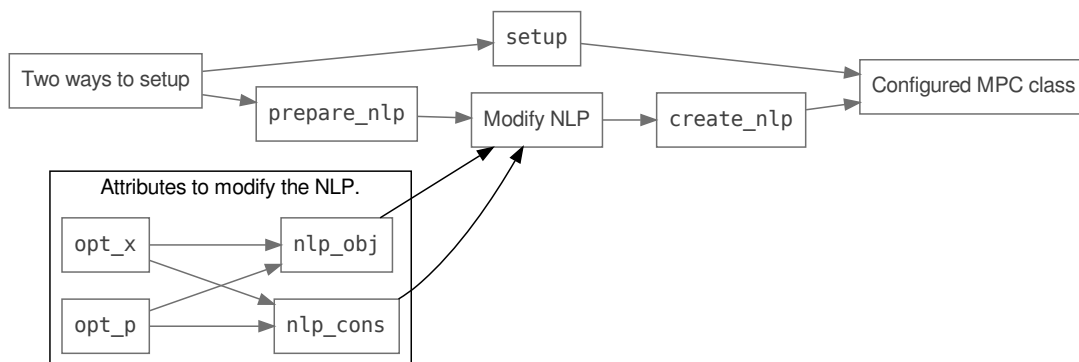 setup
Two ways to setup
Configured MPC class
prepare_nlp
Modify NLP
create_nlp
Attributes to modify the NLP.
opt_x
nlp_obj
opt_p
nlp_cons